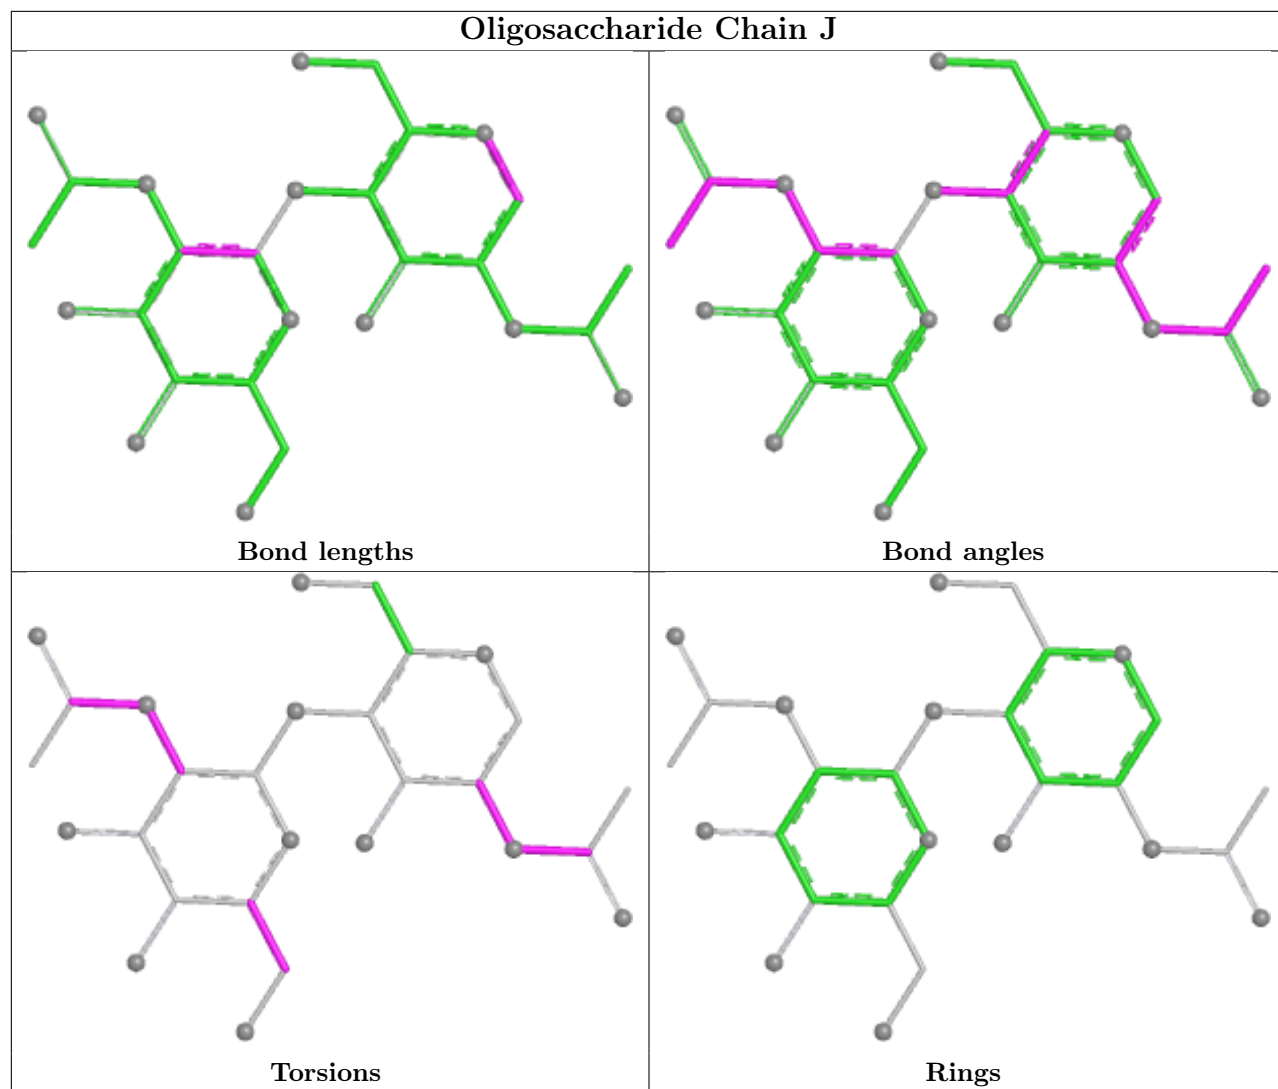 Oligosaccharide Chain J
Bond lengths
Bond angles
Torsions
Rings